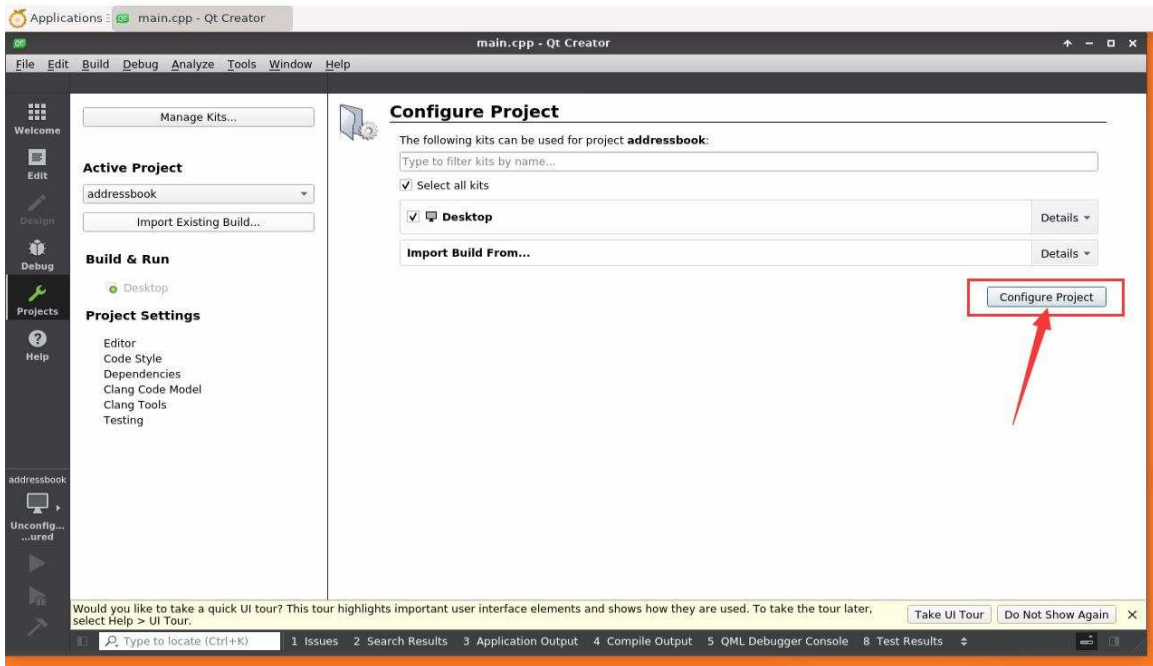 Applications
main.cpp - Qt Creator
main.cpp - Qt Creator
File Edit Build Debug Analyze Tools Window Help
Welcome
Edit
Design
Debug
Projects
Help
addressbook
Unconfig...
...ured
Manage Kits...
Active Project
addressbook
Import Existing Build...
Build & Run
Desktop
Project Settings
Editor
Code Style
Dependencies
Clang Code Model
Clang Tools
Testing
Configure Project
The following kits can be used for project addressbook:
Type to filter kits by name...
Select all kits
Desktop Details
Import Build From... Details
Configure Project
Would you like to take a quick UI tour? This tour highlights important user interface elements and shows how they are used. To take the tour later,
select Help > UI Tour.
Take UI Tour Do Not Show Again
Type to locate (Ctrl+K) 1 Issues 2 Search Results 3 Application Output 4 Compile Output 5 QML Debugger Console 8 Test Results